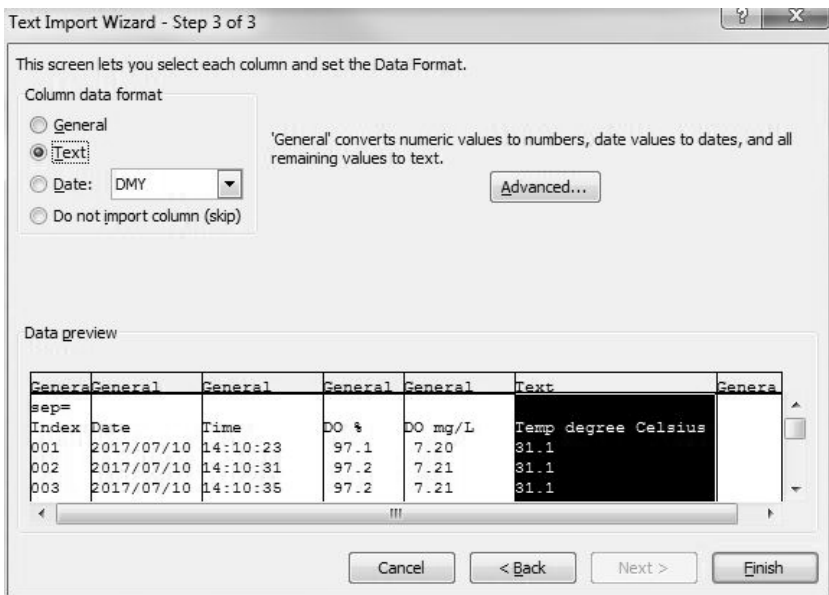 Text Import Wizard - Step 3 of 3
This screen lets you select each column and set the Data Format.
Column data format
General
Text
Date: DMY
Do not import column (skip)
'General' converts numeric values to numbers, date values to dates, and all
remaining values to text.
Advanced...
Data preview
GeneraGeneral General General General Text Genera
sep=
Index Date Time DO % DO mg/L Temp degree Celsius
001 2017/07/10 14:10:23 97.1 7.20 31.1
002 2017/07/10 14:10:31 97.2 7.21 31.1
003 2017/07/10 14:10:35 97.2 7.21 31.1
Cancel < Back Next > Finish